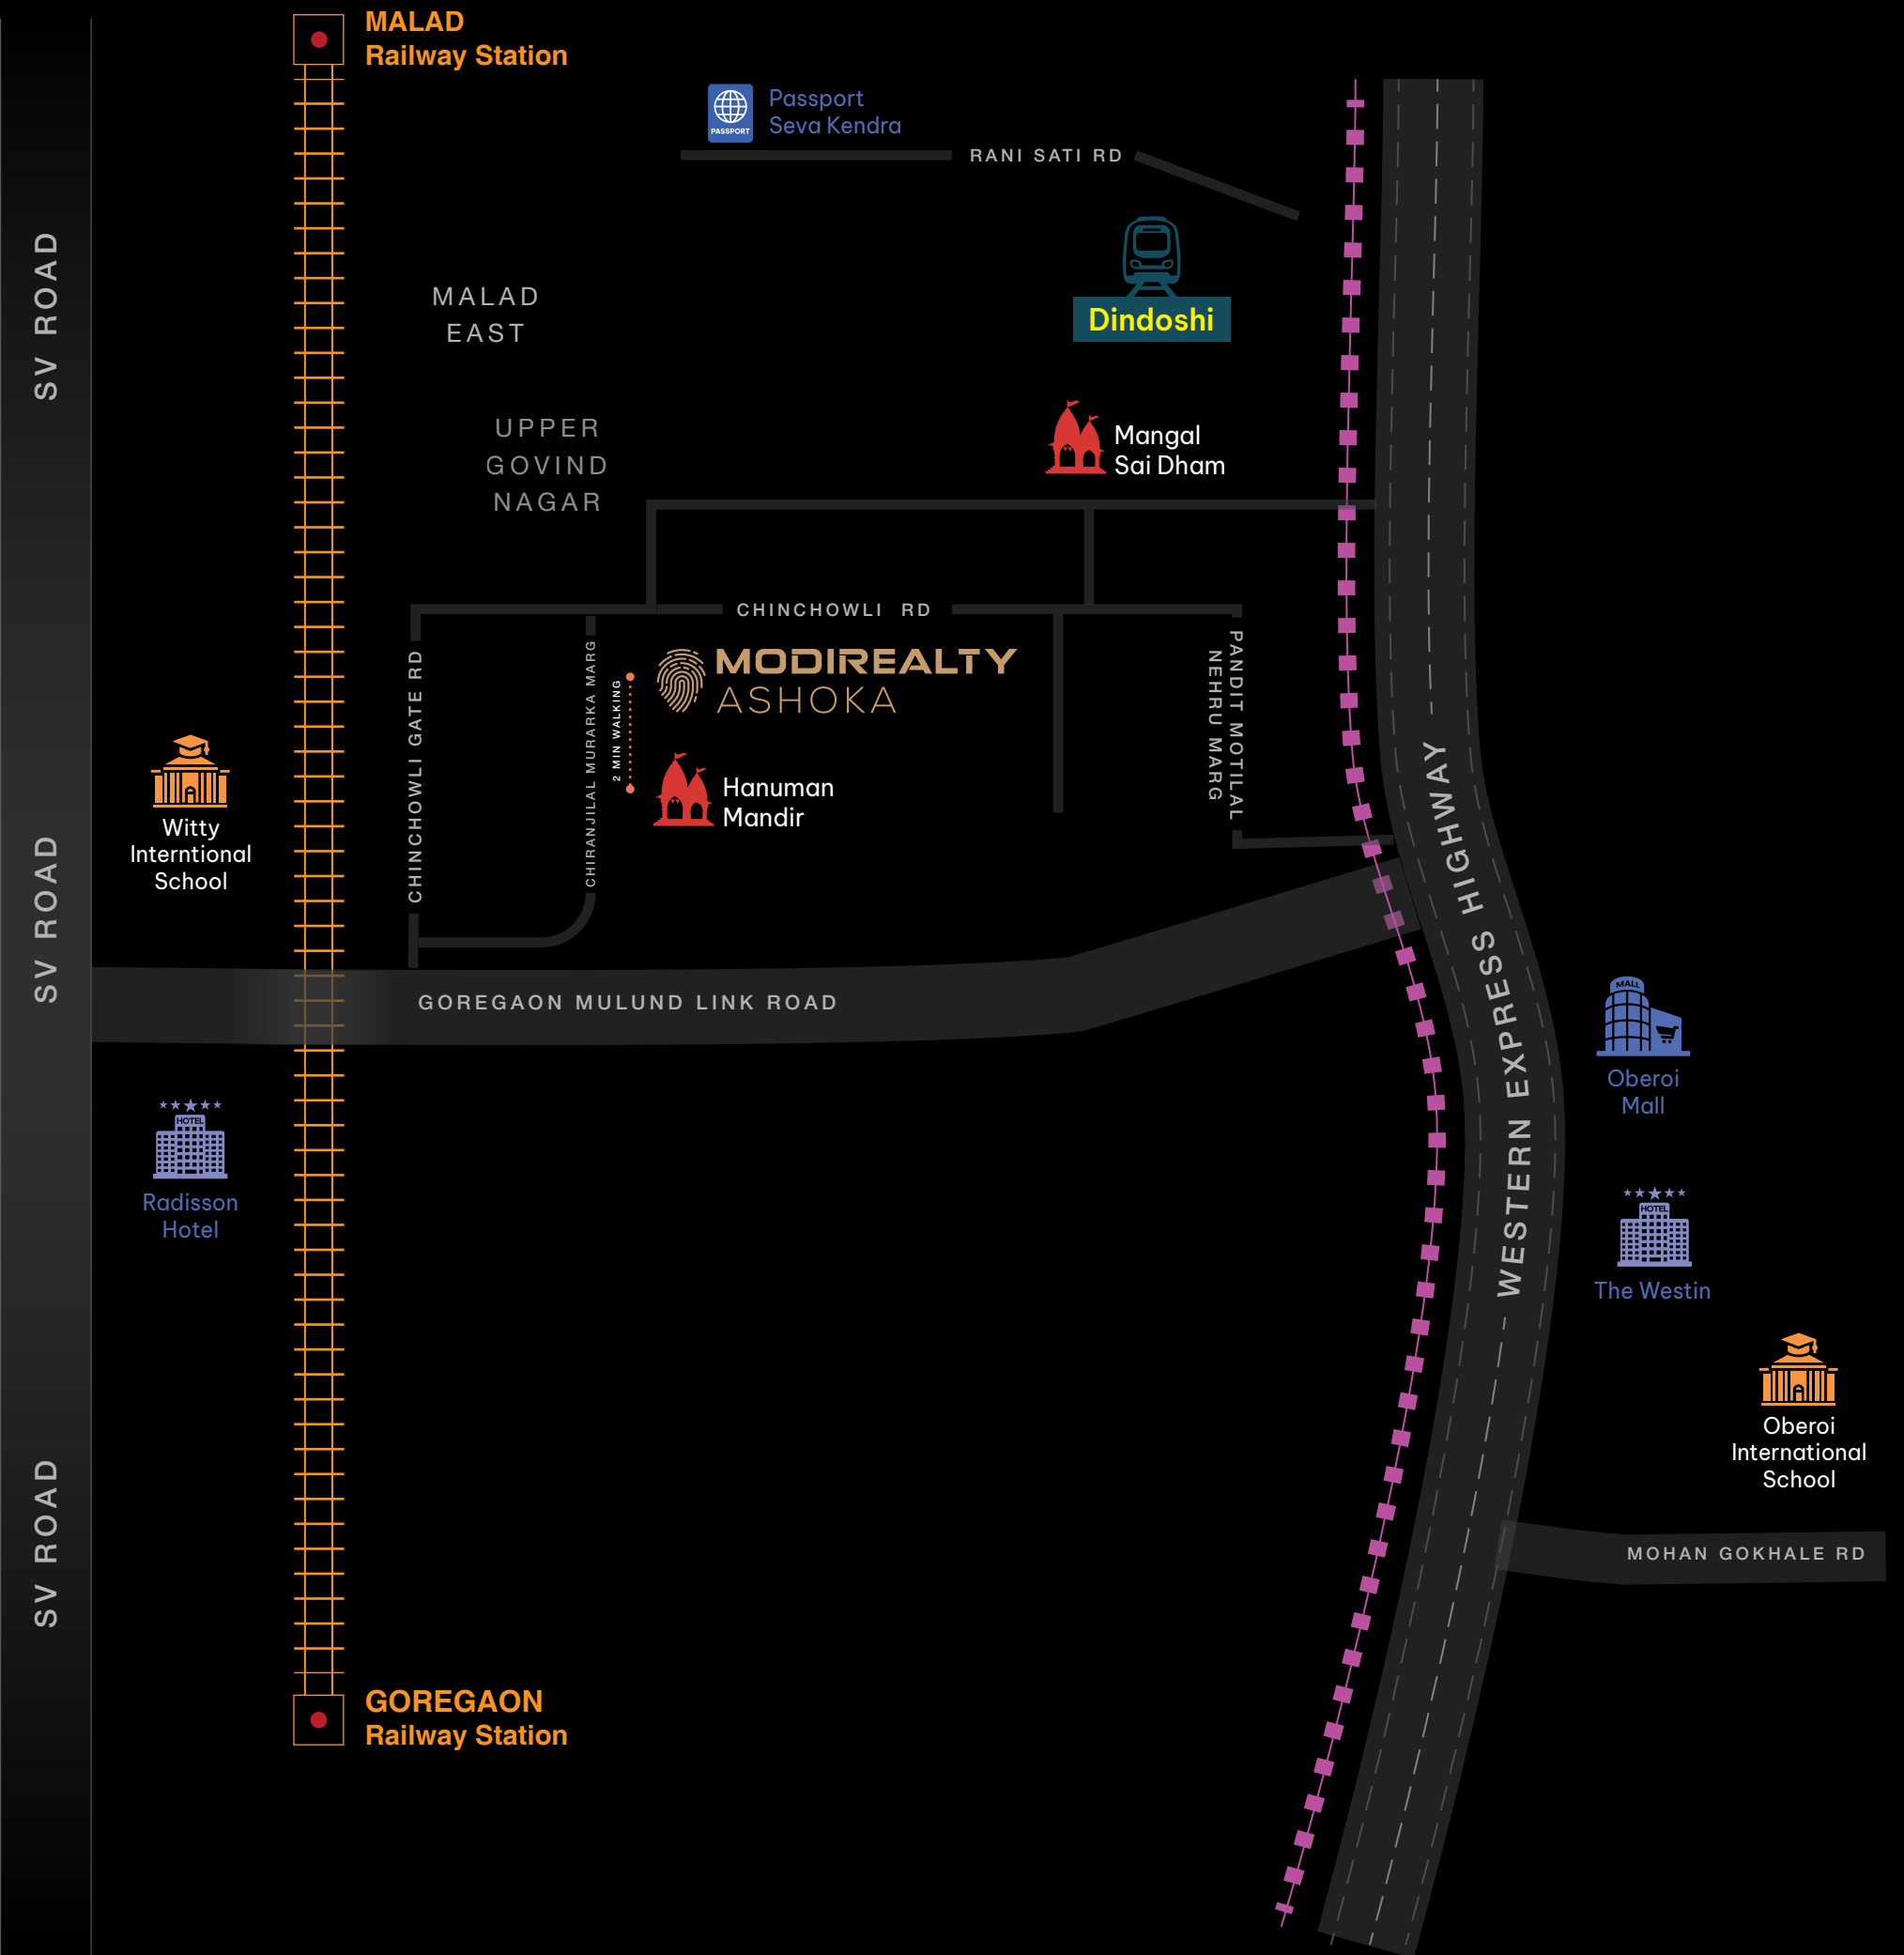 MALAD
Railway Station
PASSPORT
Passport
Seva Kendra
RANI SATI RD
SV ROAD
MALAD
EAST
Dindoshi
UPPER
GOVIND
NAGAR
Mangal
Sai Dham
CHINCHOWLI RD
CHINCHOWLI GATE RD
CHIRANJILAL MURARKA MARG
2 MIN WALKING
MODIREALTY
ASHOKA
PANDIT MOTILAL
NEHRU MARG
Hanuman
Mandir
Witty
Interntional
School
SV ROAD
WESTERN EXPRESS HIGHWAY
GOREGAON MULUND LINK ROAD
MALL
Oberoi
Mall
HOTEL
Radisson
Hotel
HOTEL
The Westin
Oberoi
International
School
SV ROAD
MOHAN GOKHALE RD
GOREGAON
Railway Station